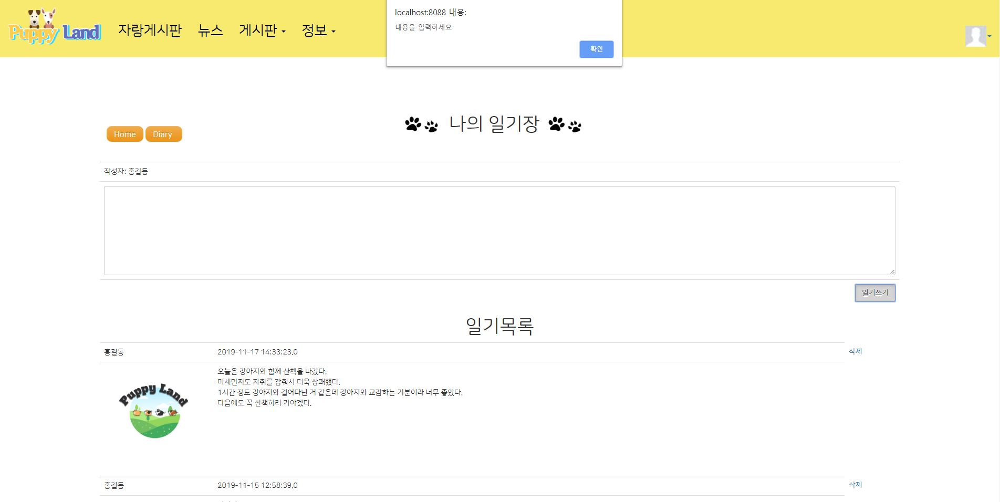 Puppy Land
자랑게시판 뉴스 게시판 정보
localhost:8088 내용:
내용을 입력하세요
확인
나의 일기장
Home Diary
작성자: 홍길동
일기쓰기
일기목록
홍길동 2019-11-17 14:33:23.0 삭제
Puppy Land
오늘은 강아지와 함께 산책을 나갔다.
미세먼지도 자취를 감춰서 더욱 상쾌했다.
1시간 정도 강아지와 걸어다닌 거 같은데 강아지와 교감하는 기분이라 너무 좋았다.
다음에도 꼭 산책하러 가야겠다.
홍길동 2019-11-15 12:58:39.0 삭제